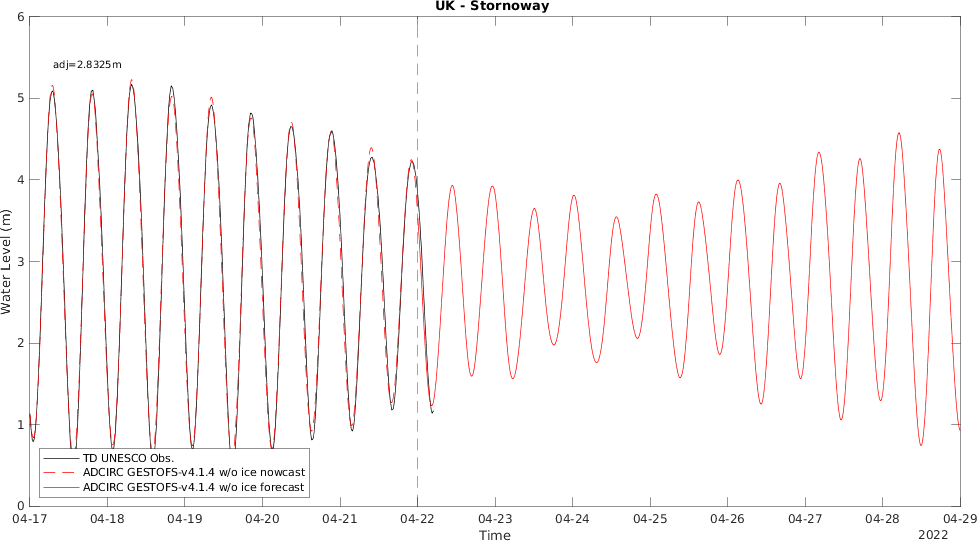 UK - Stornoway
adj=2.8325m
6
5
4
3
2
1
0
Water Level (m)
TD UNESCO Obs.
ADCIRC GESTOFS-v4.1.4 w/o ice nowcast
ADCIRC GESTOFS-v4.1.4 w/o ice forecast
04-17 04-18 04-19 04-20 04-21 04-22 04-23 04-24 04-25 04-26 04-27 04-28 04-29
Time
2022